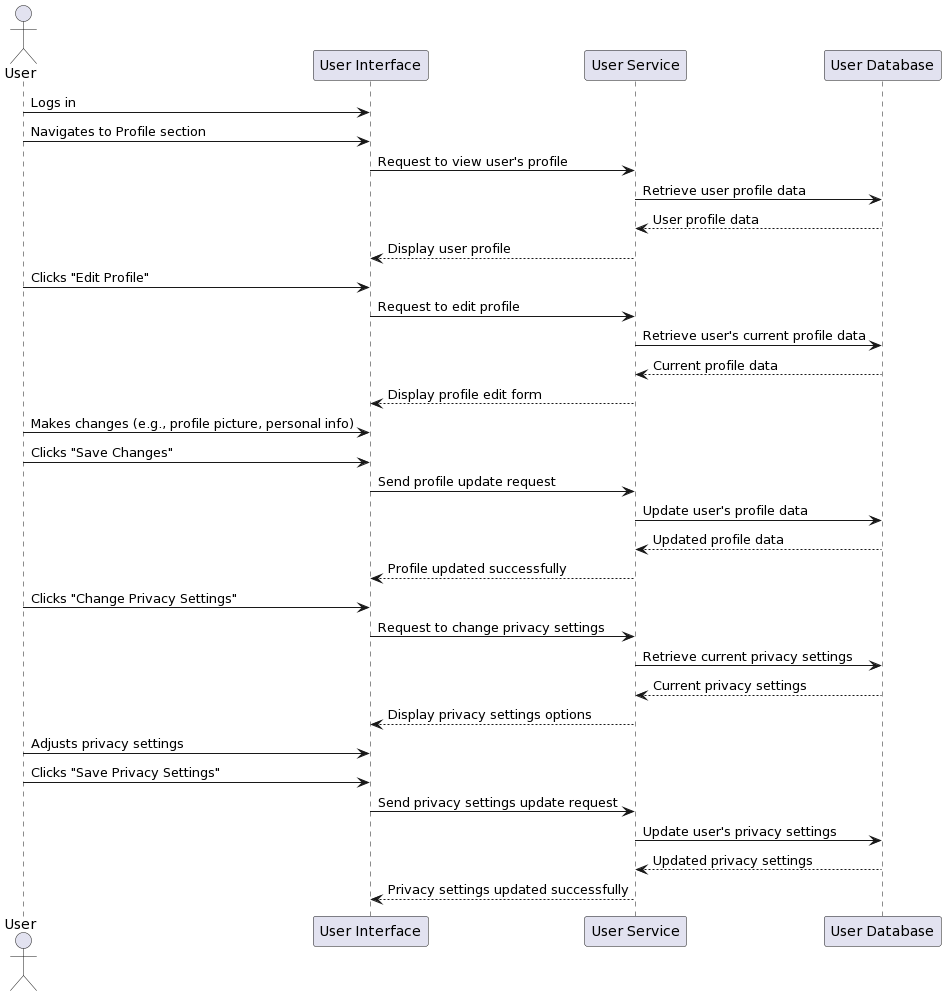 User
User Interface
User Service
User Database
Logs in
Navigates to Profile section
Request to view user's profile
Retrieve user profile data
User profile data
Display user profile
Clicks "Edit Profile"
Request to edit profile
Retrieve user's current profile data
Current profile data
Display profile edit form
Makes changes (e.g., profile picture, personal info)
Clicks "Save Changes"
Send profile update request
Update user's profile data
Updated profile data
Profile updated successfully
Clicks "Change Privacy Settings"
Request to change privacy settings
Retrieve current privacy settings
Current privacy settings
Display privacy settings options
Adjusts privacy settings
Clicks "Save Privacy Settings"
Send privacy settings update request
Update user's privacy settings
Updated privacy settings
Privacy settings updated successfully
User
User Interface
User Service
User Database